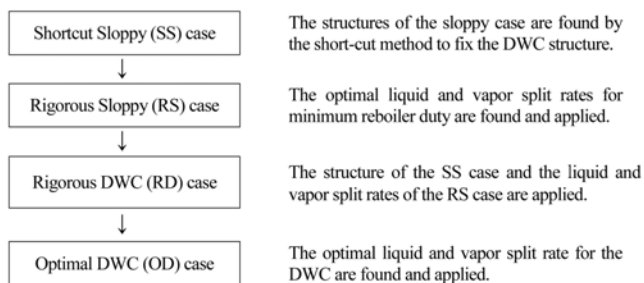 Shortcut Sloppy (SS) case
The structures of the sloppy case are found by
the short-cut method to fix the DWC structure.
Rigorous Sloppy (RS) case
The optimal liquid and vapor split rates for
minimum reboiler duty are found and applied.
Rigorous DWC (RD) case
The structure of the SS case and the liquid and
vapor split rates of the RS case are applied.
Optimal DWC (OD) case
The optimal liquid and vapor split rate for the
DWC are found and applied.